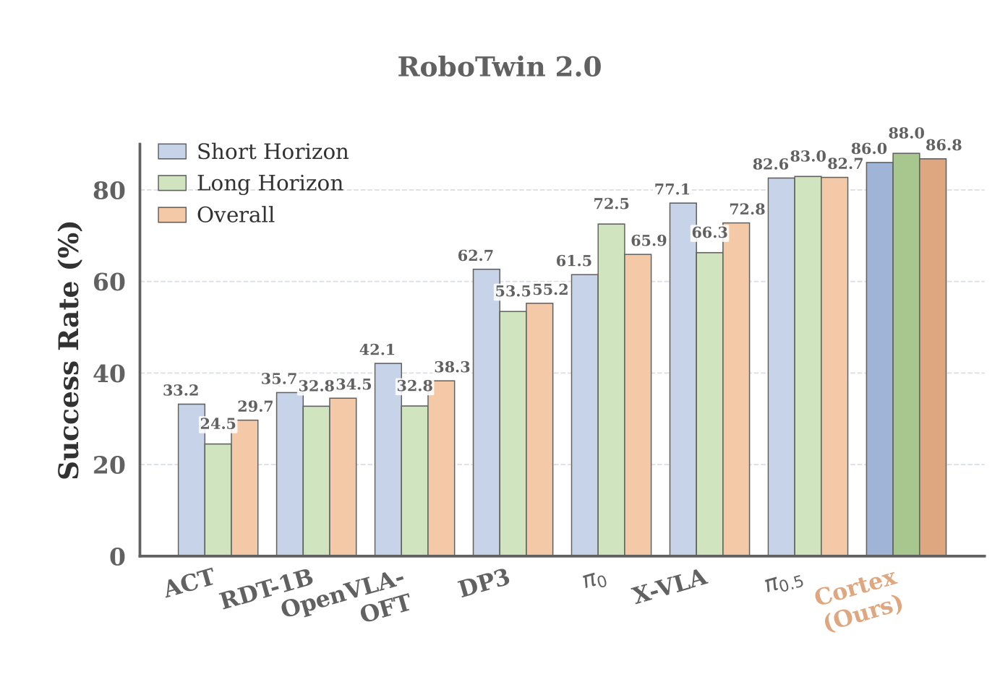 RoboTwin 2.0
Short Horizon
Long Horizon
Overall
Success Rate (%)
80
60
40
20
0
33.2
24.5
29.7
35.7
32.8
34.5
42.1
32.8
38.3
62.7
53.5
55.2
61.5
72.5
65.9
77.1
66.3
72.8
82.6
83.0
82.7
86.0
88.0
86.8
ACT
RDT-1B
OpenVLA-
OFT
DP3
π₀
X-VLA
π₀.₅
Cortex
(Ours)